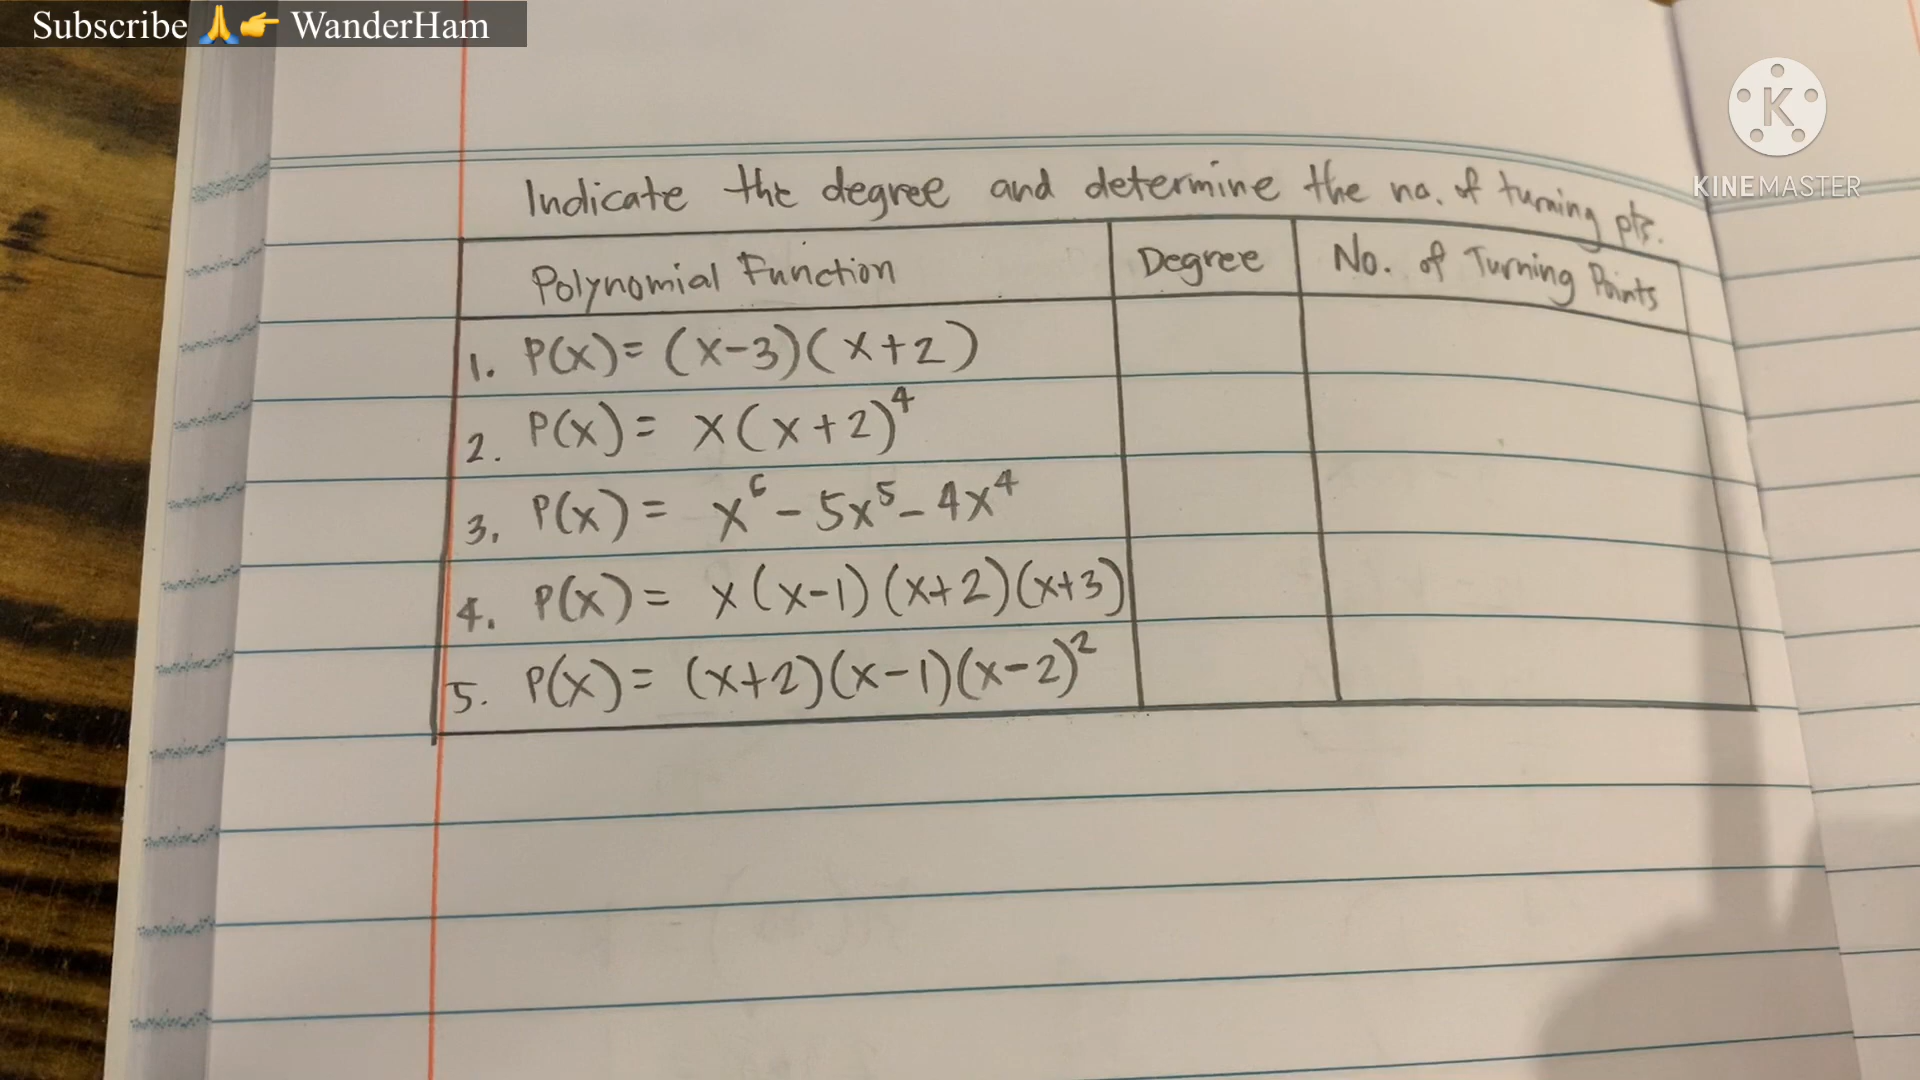 Subscribe 🙏👉 WanderHam
KINEMASTER
Indicate the degree and determine the no. of turning pts.
Polynomial Function Degree No. of Turning Points
1. P(x) = (x-3)(x+2)
2. P(x) = x(x+2)⁴
3. P(x) = x⁶ - 5x⁵ - 4x⁴
4. P(x) = x(x-1)(x+2)(x+3)
5. P(x) = (x+2)(x-1)(x-2)²